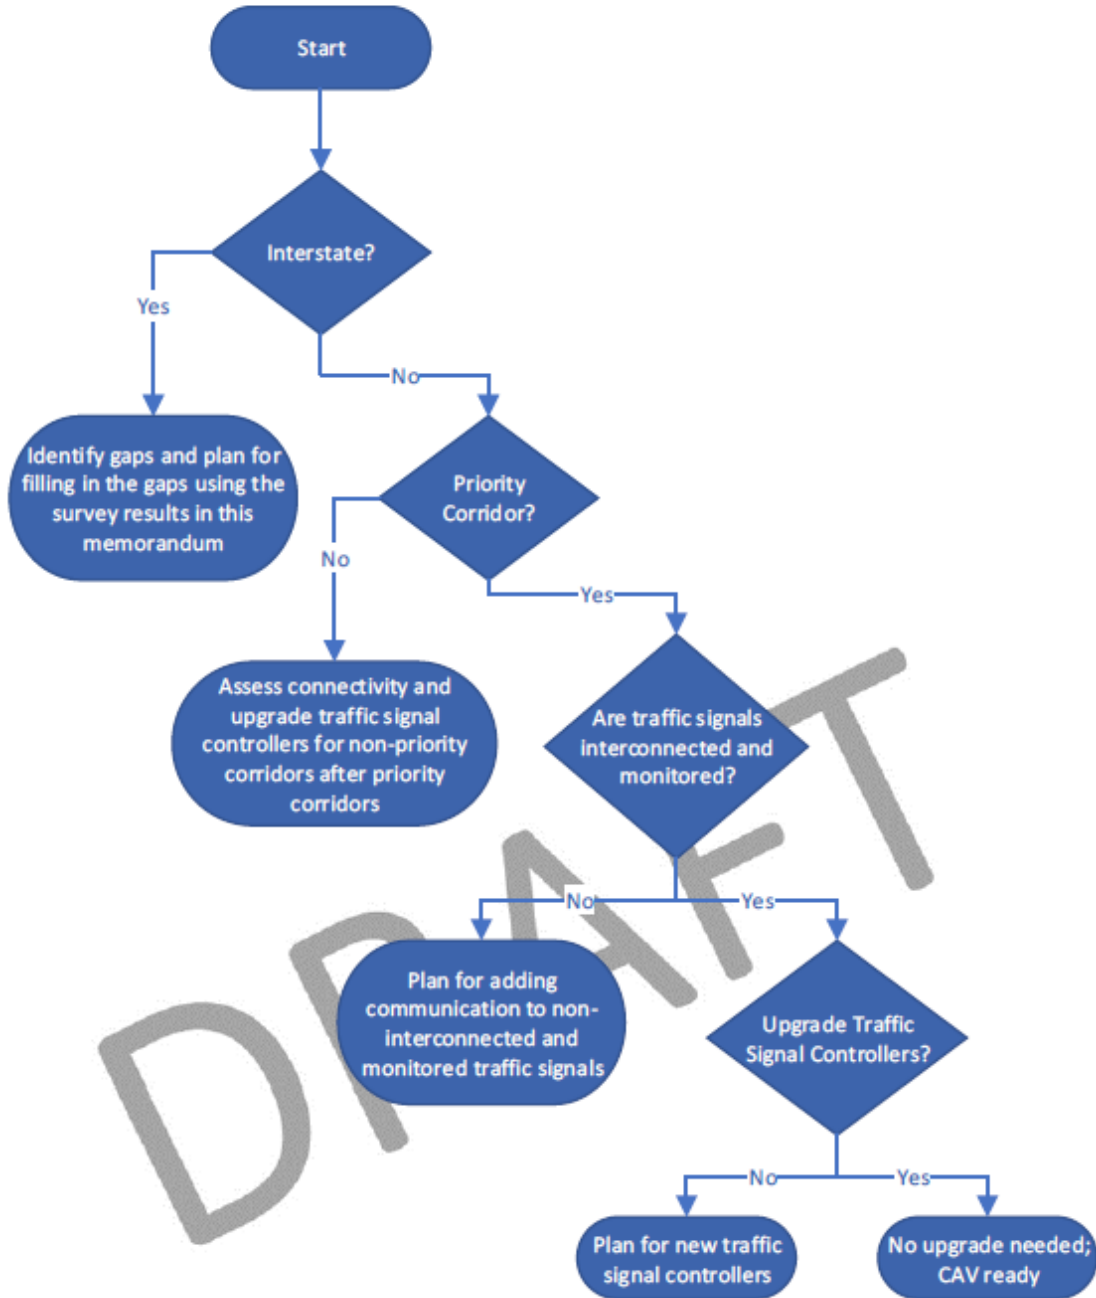 Start
Interstate?
Yes
No
Identify gaps and plan for
filling in the gaps using the
survey results in this
memorandum
Priority
Corridor?
No
Yes
Assess connectivity and
upgrade traffic signal
controllers for non-priority
corridors after priority
corridors
Are traffic signals
interconnected and
monitored?
No
Yes
Plan for adding
communication to non-
interconnected and
monitored traffic signals
Upgrade Traffic
Signal Controllers?
No
Yes
Plan for new traffic
signal controllers
No upgrade needed;
CAV ready
DRAFT